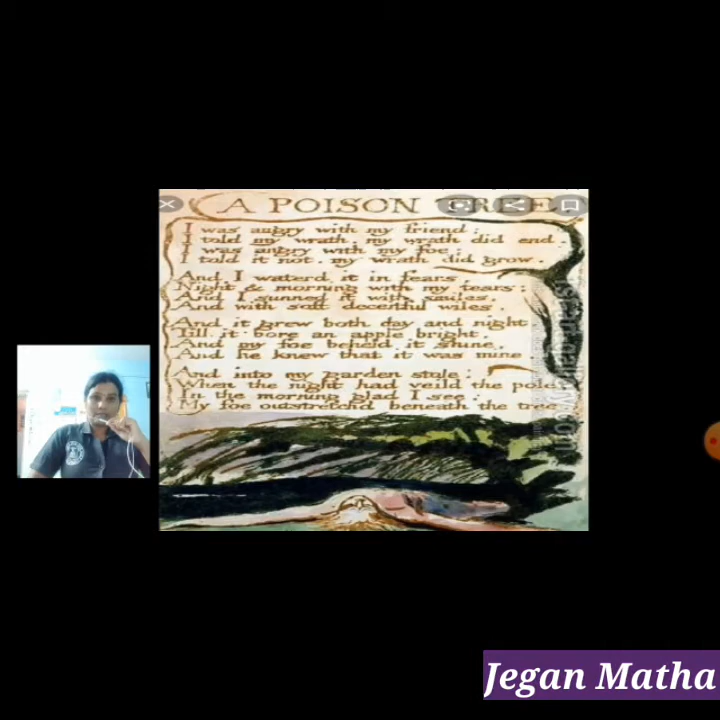 A POISON TREE
I was angry with my friend;
I told my wrath, my wrath did end.
I was angry with my foe:
I told it not, my wrath did grow.
And I waterd it in fears,
Night & morning with my tears:
And I sunned it with smiles,
And with soft deceitful wiles.
And it grew both day and night,
Till it bore an apple bright.
And my foe beheld it shine,
And he knew that it was mine.
And into my garden stole,
When the night had veild the pole;
In the morning glad I see;
My foe outstretchd beneath the tree.
Jegan Matha